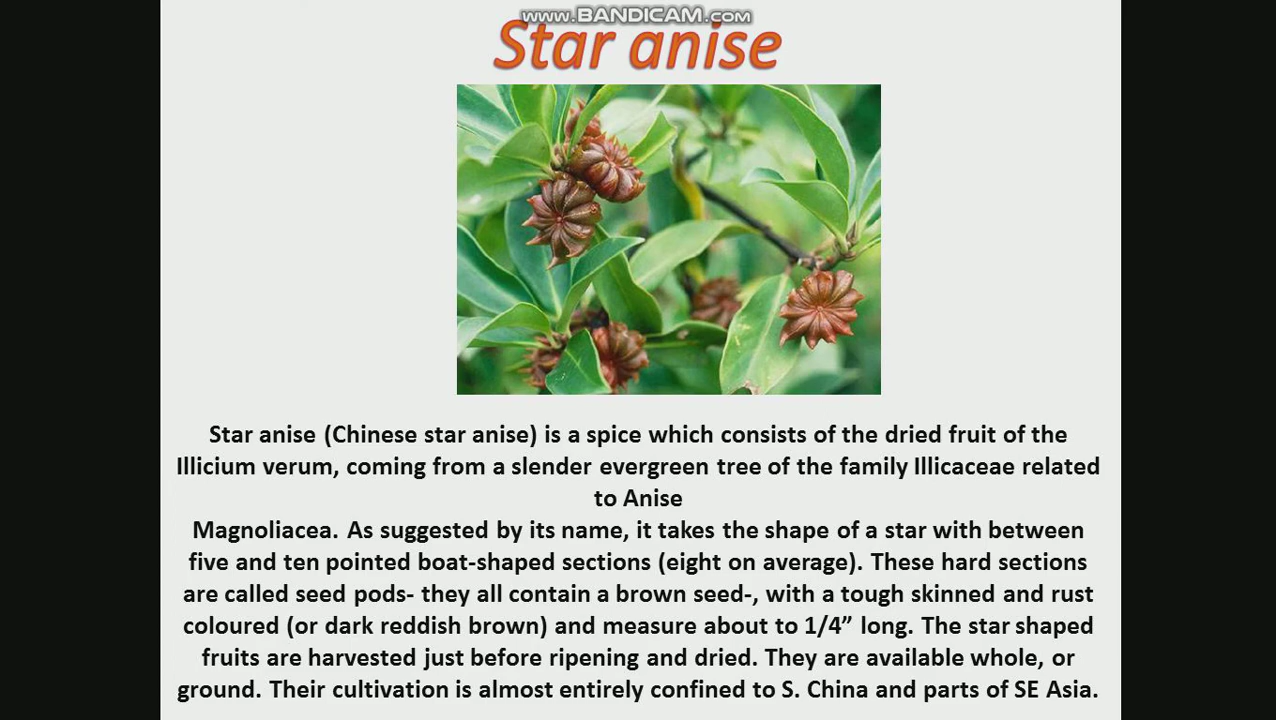 www.BANDICAM.com
Star anise
Star anise (Chinese star anise) is a spice which consists of the dried fruit of the
Illicium verum, coming from a slender evergreen tree of the family Illicaceae related
to Anise
Magnoliacea. As suggested by its name, it takes the shape of a star with between
five and ten pointed boat-shaped sections (eight on average). These hard sections
are called seed pods- they all contain a brown seed-, with a tough skinned and rust
coloured (or dark reddish brown) and measure about to 1/4” long. The star shaped
fruits are harvested just before ripening and dried. They are available whole, or
ground. Their cultivation is almost entirely confined to S. China and parts of SE Asia.